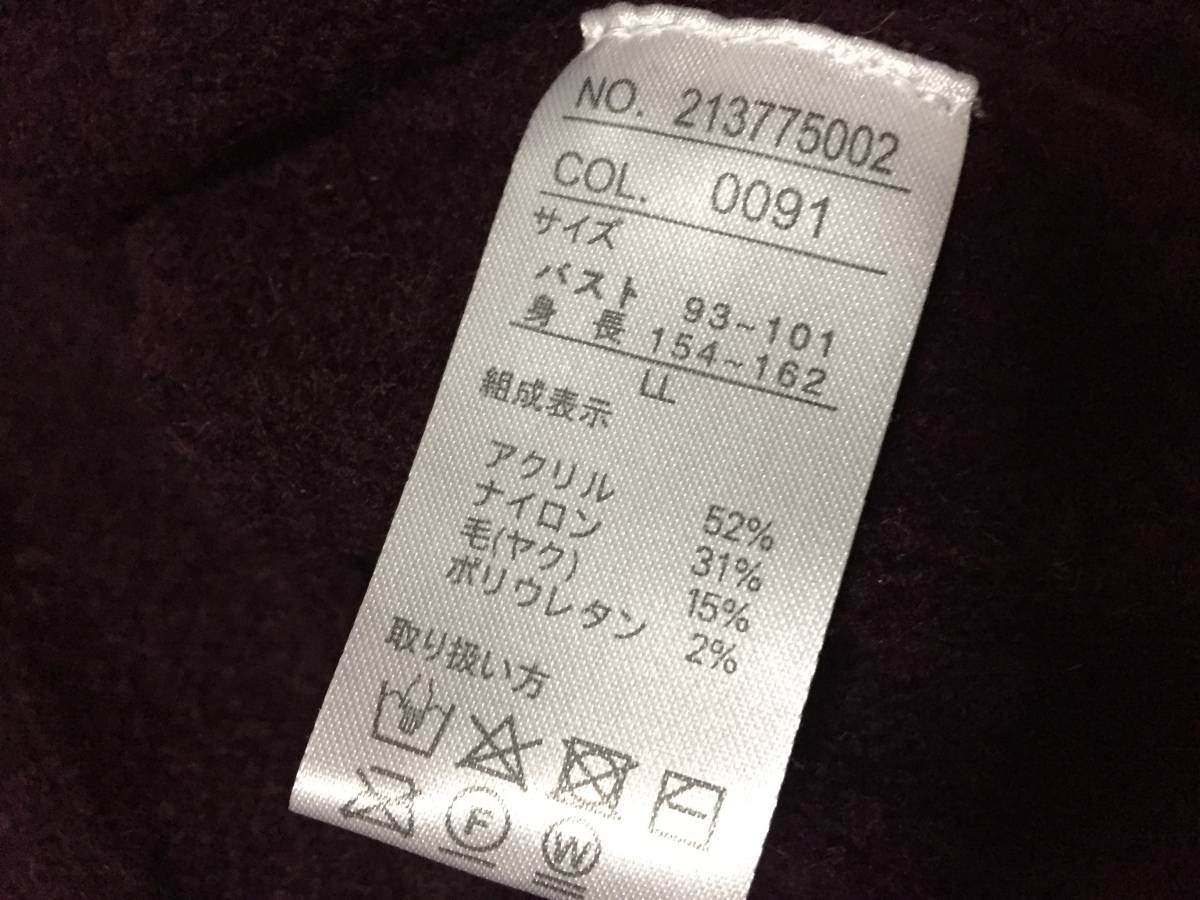 NO. 213775002
COL. 0091
サイズ
バスト 93~101
身 長 154~162
LL
組成表示
アクリル 52%
ナイロン 31%
毛(ヤク) 15%
ポリウレタン 2%
取り扱い方
F W